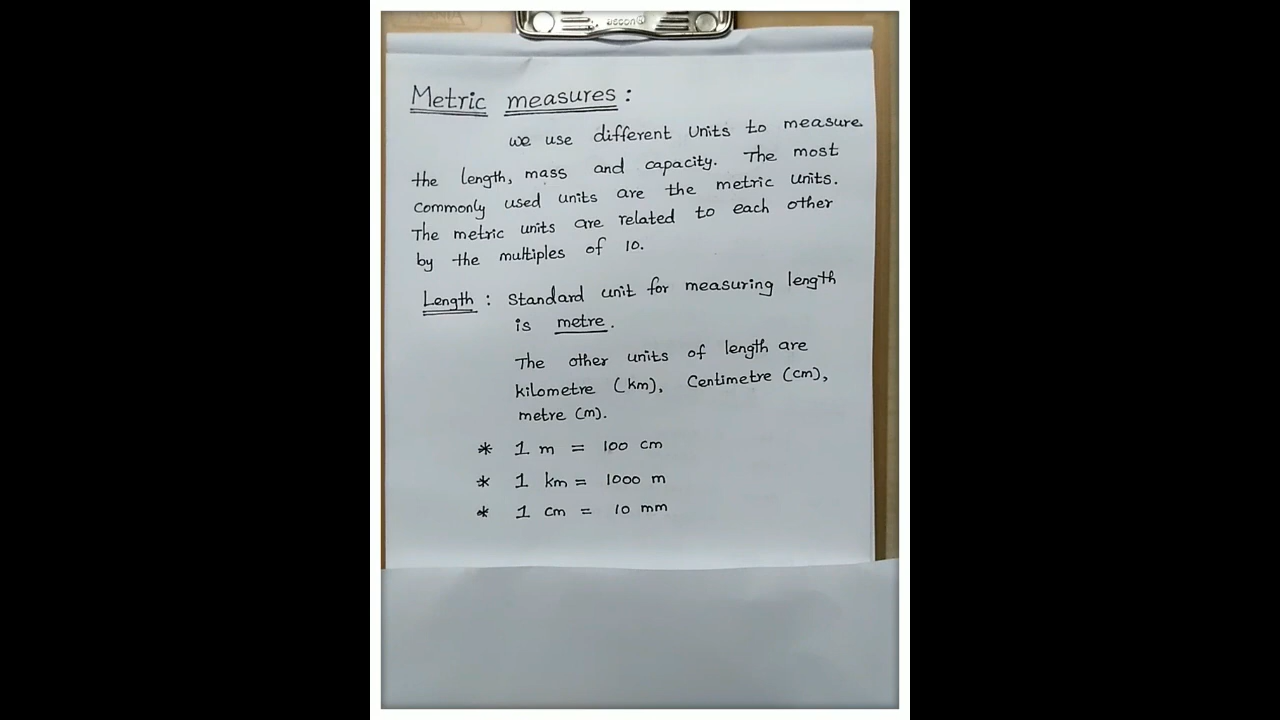 Metric measures :
we use different Units to measure
the length, mass and capacity. The most
Commonly used units are the metric units.
The metric units are related to each other
by the multiples of 10.
Length : Standard unit for measuring length
is metre.
The other units of length are
kilometre (km), Centimetre (cm),
metre (m).
* 1 m = 100 cm
* 1 km = 1000 m
* 1 cm = 10 mm